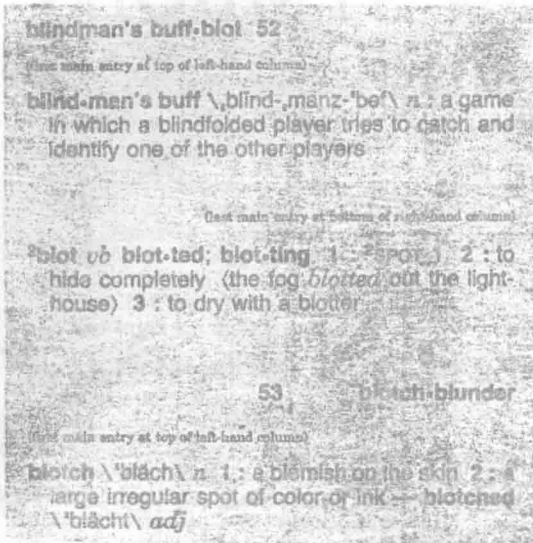 blindman's buff•blot 52
(first main entry at top of left-hand column)
blind•man's buff \ˌblīnd-ˌmanz-ˈbəf\ n : a game
in which a blindfolded player tries to catch and
identify one of the other players
(last main entry at bottom of right-hand column)
²blot vb blot•ted; blot•ting 1 : ²SPOT 1 2 : to
hide completely ⟨the fog blotted out the light-
house⟩ 3 : to dry with a blotter
53 blotch•blunder
(first main entry at top of left-hand column)
blotch \ˈbläch\ n 1 : a blemish on the skin 2 : a
large irregular spot of color or ink — blotched
\ˈblächt\ adj